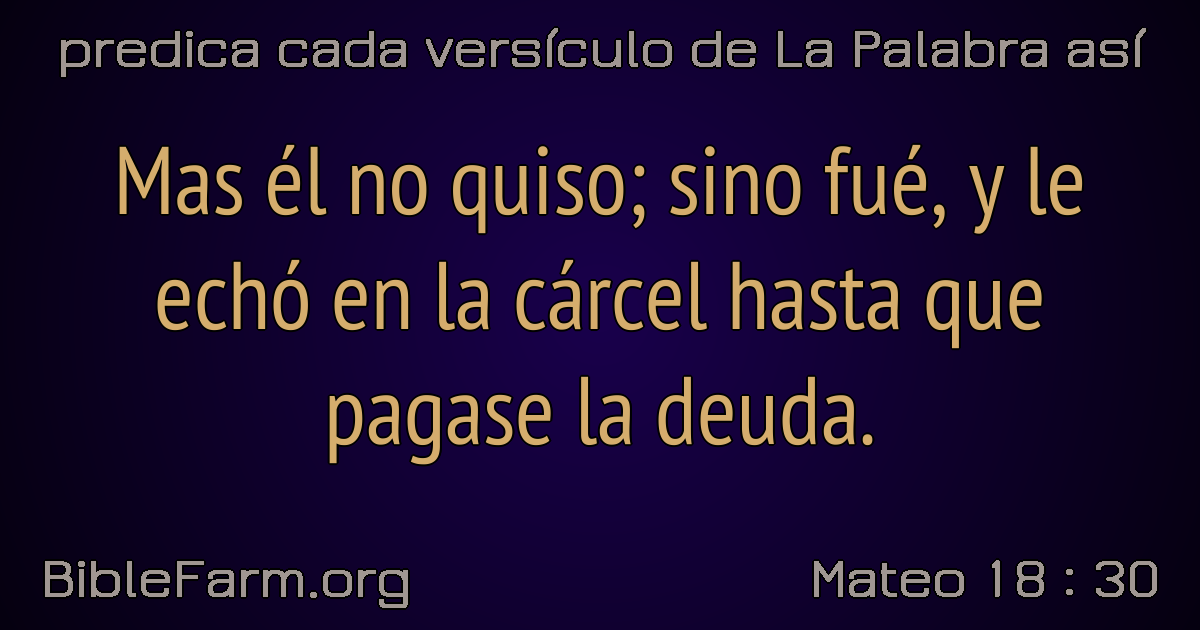 predica cada versículo de La Palabra así
Mas él no quiso; sino fué, y le
echó en la cárcel hasta que
pagase la deuda.
BibleFarm.org
Mateo 18 : 30